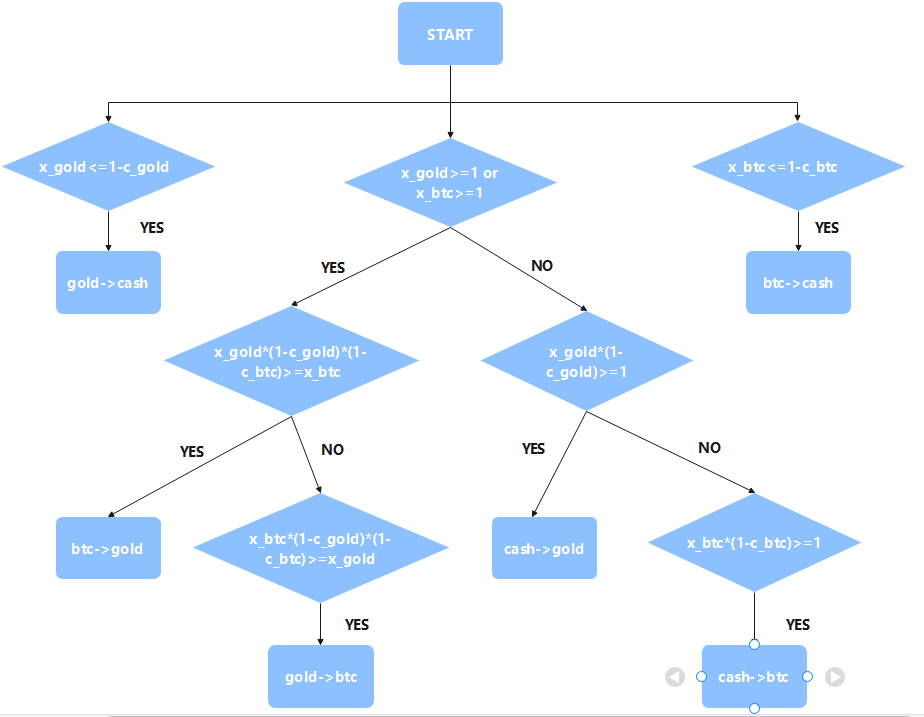 START
x_gold<=1-c_gold
x_gold>=1 or
x_btc>=1
x_btc<=1-c_btc
YES
YES
gold->cash
YES
NO
btc->cash
x_gold*(1-c_gold)*(1-
c_btc)>=x_btc
x_gold*(1-
c_gold)>=1
YES
NO
YES
NO
btc->gold
x_btc*(1-c_gold)*(1-
c_btc)>=x_gold
cash->gold
x_btc*(1-c_btc)>=1
YES
YES
gold->btc
cash->btc